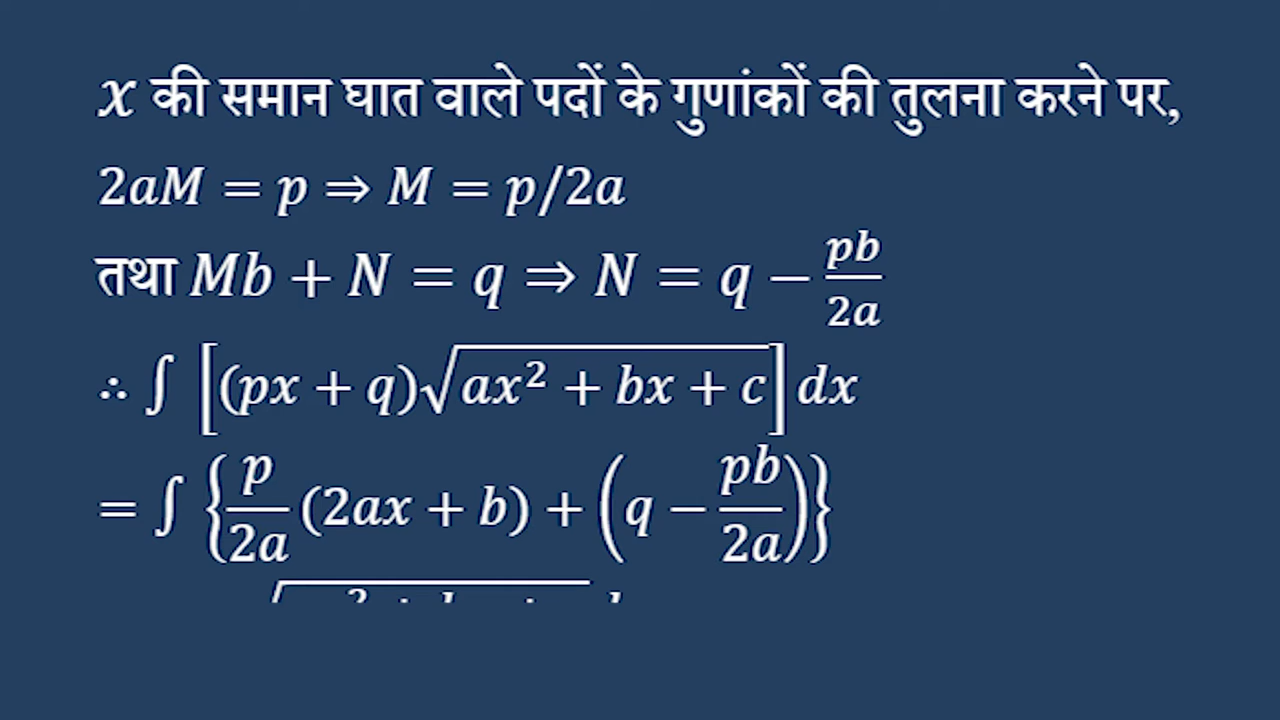 x की समान घात वाले पदों के गुणांकों की तुलना करने पर,
2aM = p ⇒ M = p/2a
तथा Mb + N = q ⇒ N = q − pb/2a
∴ ∫ [(px + q)√(ax² + bx + c)] dx
= ∫ {p/2a (2ax + b) + (q − pb/2a)}